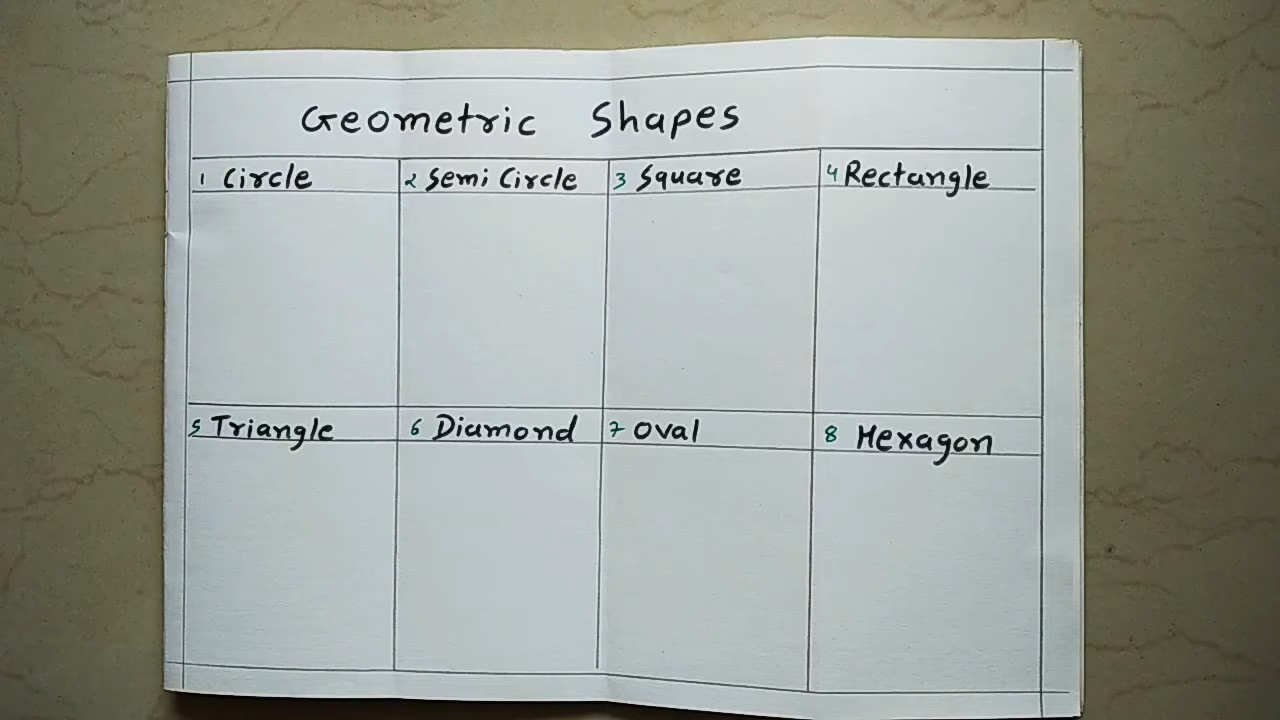 Geometric Shapes
1 Circle
2 Semi Circle
3 Square
4 Rectangle
5 Triangle
6 Diamond
7 Oval
8 Hexagon